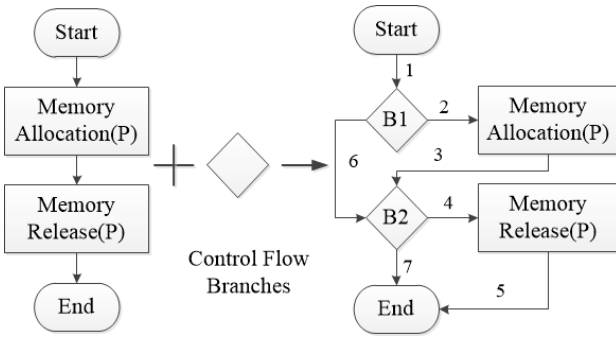 Start
Memory
Allocation(P)
Memory
Release(P)
End
Control Flow
Branches
Start
1
B1
2
Memory
Allocation(P)
6
3
B2
4
Memory
Release(P)
7
5
End